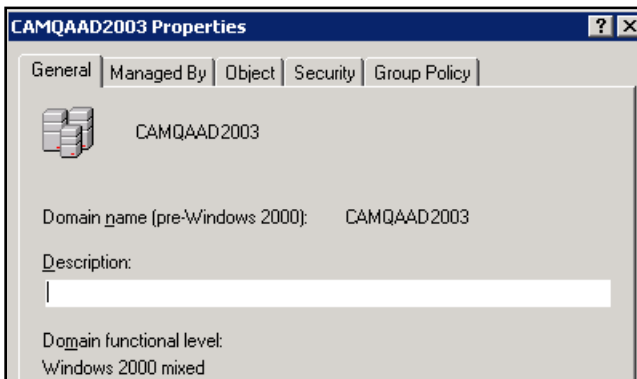 CAMQAAD2003 Properties
?
General Managed By Object Security Group Policy
CAMQAAD2003
Domain name (pre-Windows 2000): CAMQAAD2003
Description:
Domain functional level:
Windows 2000 mixed